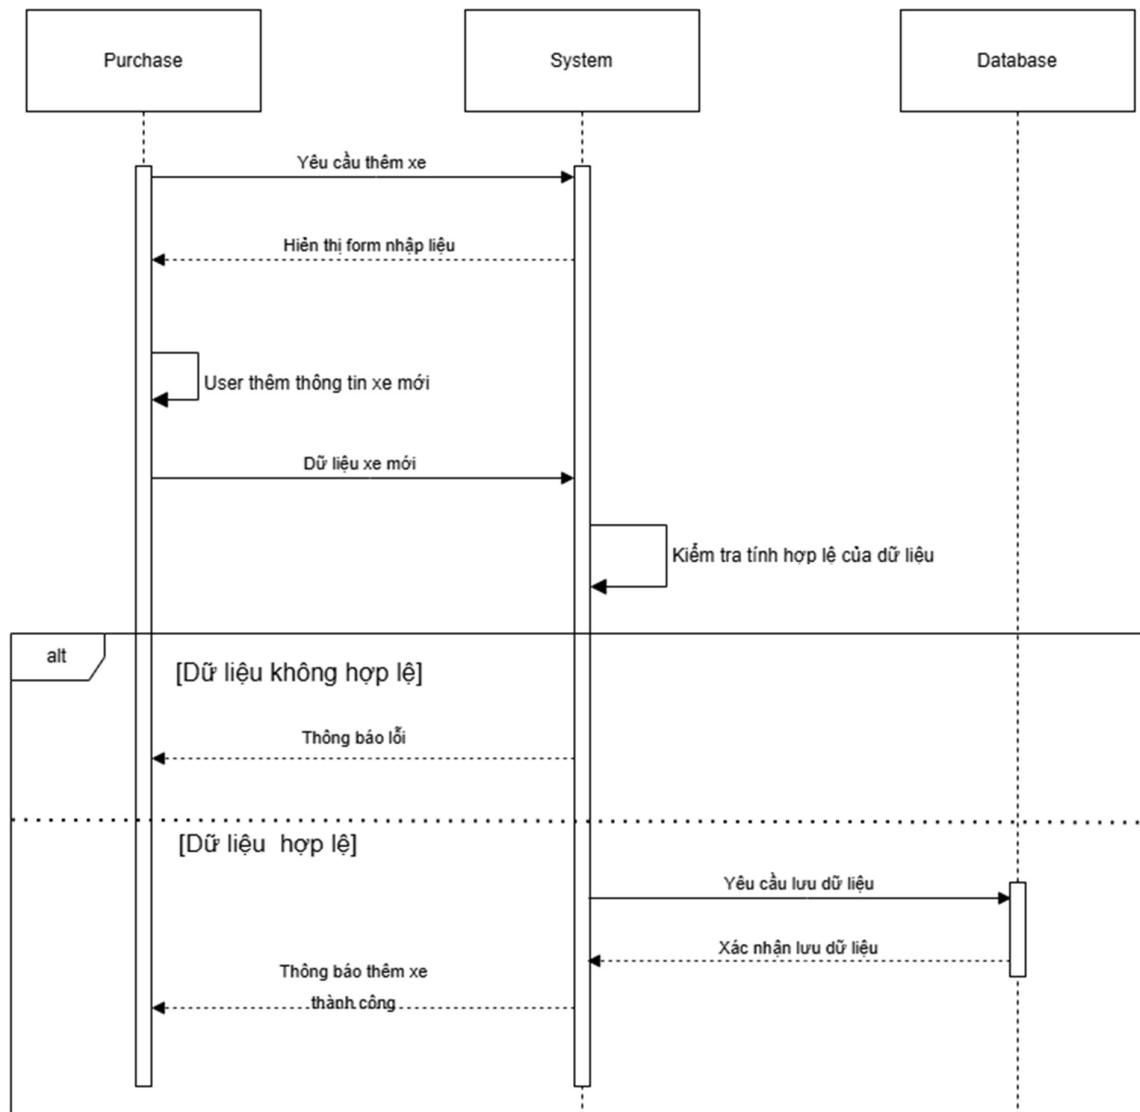 Purchase
System
Database
Yêu cầu thêm xe
Hiển thị form nhập liệu
User thêm thông tin xe mới
Dữ liệu xe mới
Kiểm tra tính hợp lệ của dữ liệu
alt
[Dữ liệu không hợp lệ]
Thông báo lỗi
[Dữ liệu hợp lệ]
Yêu cầu lưu dữ liệu
Xác nhận lưu dữ liệu
Thông báo thêm xe
thành công